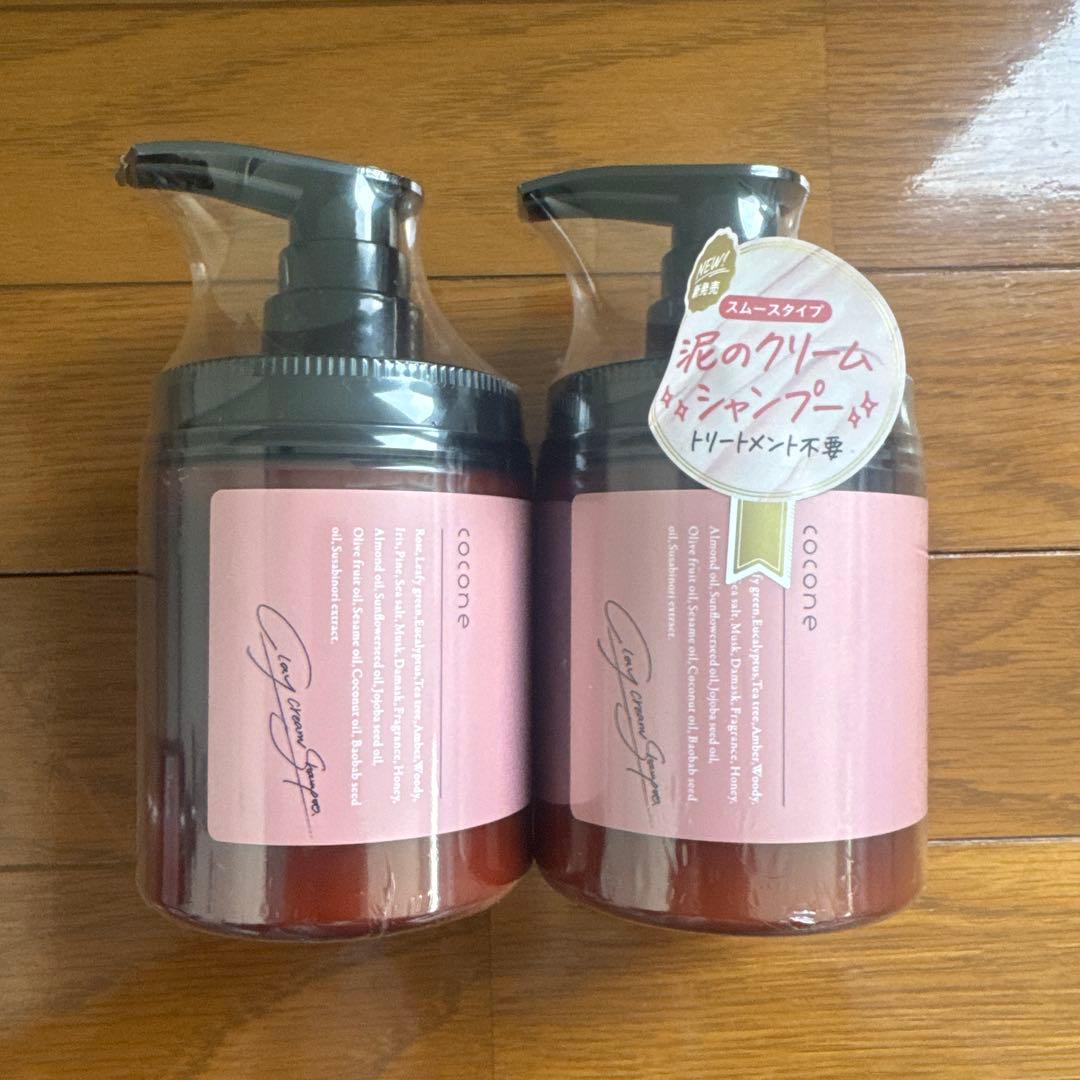 cocone
Rose,Leafy green,Eucalyptus,Tea tree,Amber,Woody,
Iris,Pine,Sea salt,Musk,Damask,Fragrance,Honey,
Almond oil,Sunflowerseed oil,Jojoba seed oil,
Olive fruit oil,Sesame oil,Coconut oil,Baobab seed
oil,Susabinori extract.
Clay cream Shampoo
NEW!
新発売
スムースタイプ
泥のクリーム
シャンプー
トリートメント不要
cocone
fy green,Eucalyptus,Tea tree,Amber,Woody,
Sea salt,Musk,Damask,Fragrance,Honey,
Almond oil,Sunflowerseed oil,Jojoba seed oil,
Olive fruit oil,Sesame oil,Coconut oil,Baobab seed
oil,Susabinori extract.
Clay cream Shampoo